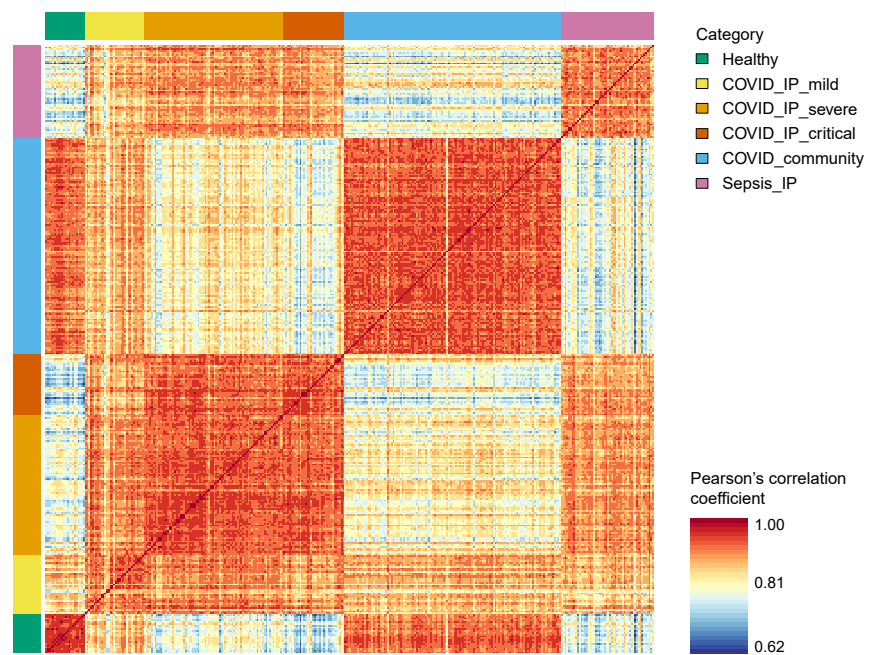 Category
Healthy
COVID_IP_mild
COVID_IP_severe
COVID_IP_critical
COVID_community
Sepsis_IP
Pearson’s correlation
coefficient
1.00
0.81
0.62